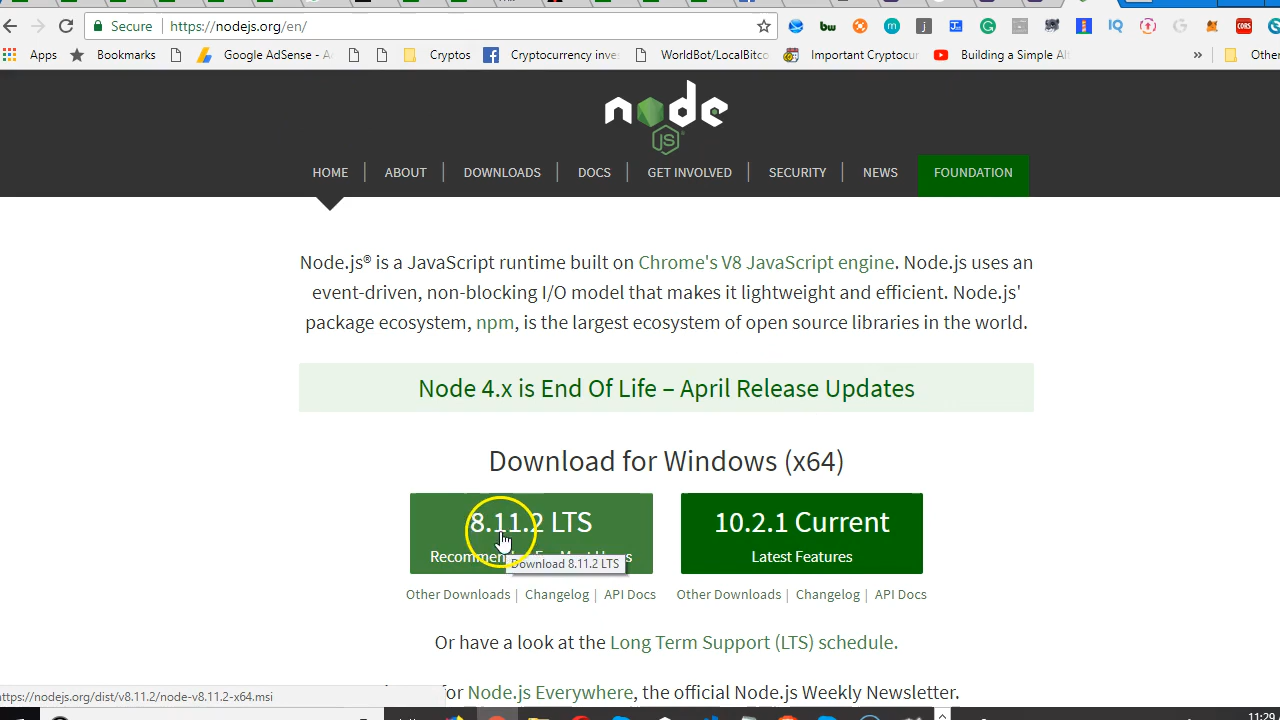 Secure https://nodejs.org/en/
Apps Bookmarks Google AdSense - A Cryptos Cryptocurrency inve WorldBit/LocalBitco Important Cryptocur Building a Simple Alt » Other
node
JS
HOME ABOUT DOWNLOADS DOCS GET INVOLVED SECURITY NEWS FOUNDATION
Node.js® is a JavaScript runtime built on Chrome's V8 JavaScript engine. Node.js uses an
event-driven, non-blocking I/O model that makes it lightweight and efficient. Node.js'
package ecosystem, npm, is the largest ecosystem of open source libraries in the world.
Node 4.x is End Of Life – April Release Updates
Download for Windows (x64)
8.11.2 LTS 10.2.1 Current
Recommended For Most Users Latest Features
Download 8.11.2 LTS
Other Downloads | Changelog | API Docs Other Downloads | Changelog | API Docs
Or have a look at the Long Term Support (LTS) schedule.
https://nodejs.org/dist/v8.11.2/node-v8.11.2-x64.msi
for Node.js Everywhere, the official Node.js Weekly Newsletter.
11:29